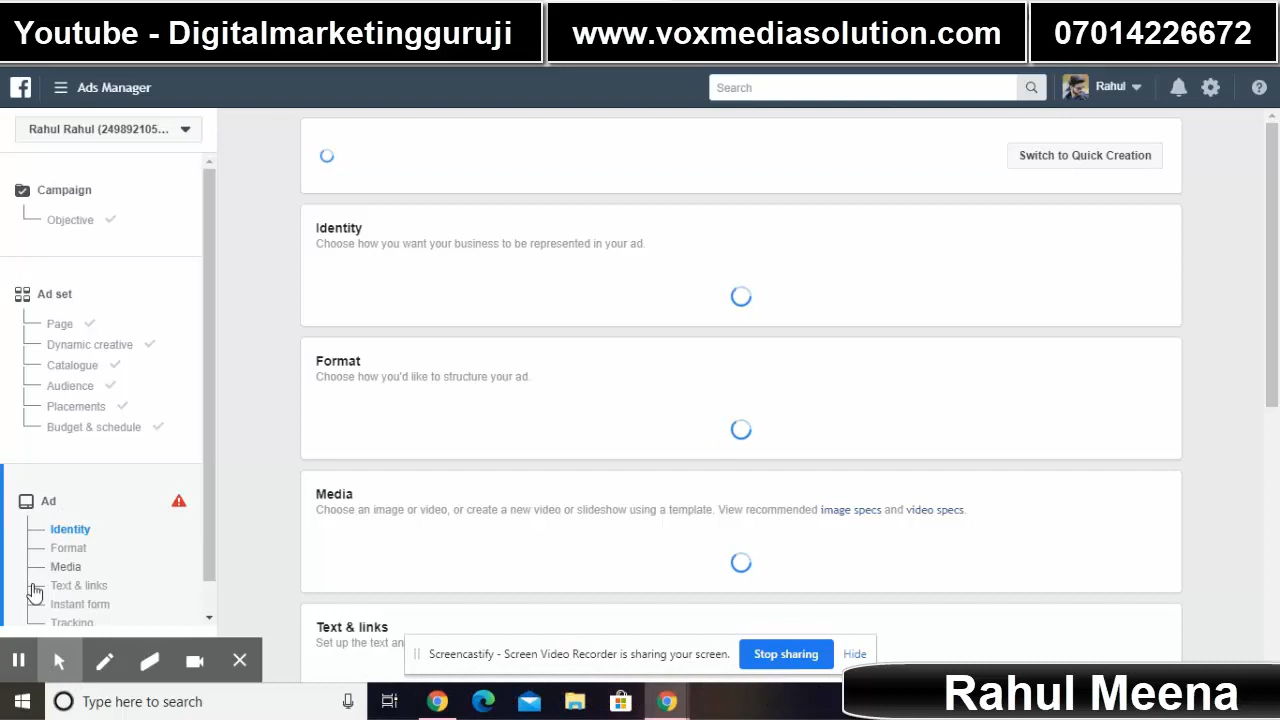 Youtube - Digitalmarketingguruji
www.voxmediasolution.com
07014226672
Ads Manager
Search
Rahul
Rahul Rahul (249892105...
Switch to Quick Creation
Campaign
Objective
Identity
Choose how you want your business to be represented in your ad.
Ad set
Page
Dynamic creative
Catalogue
Audience
Placements
Budget & schedule
Format
Choose how you'd like to structure your ad.
Media
Choose an image or video, or create a new video or slideshow using a template. View recommended image specs and video specs.
Ad
Identity
Format
Media
Text & links
Instant form
Tracking
Text & links
Set up the text an
Screencastify - Screen Video Recorder is sharing your screen.
Stop sharing
Hide
Type here to search
Rahul Meena